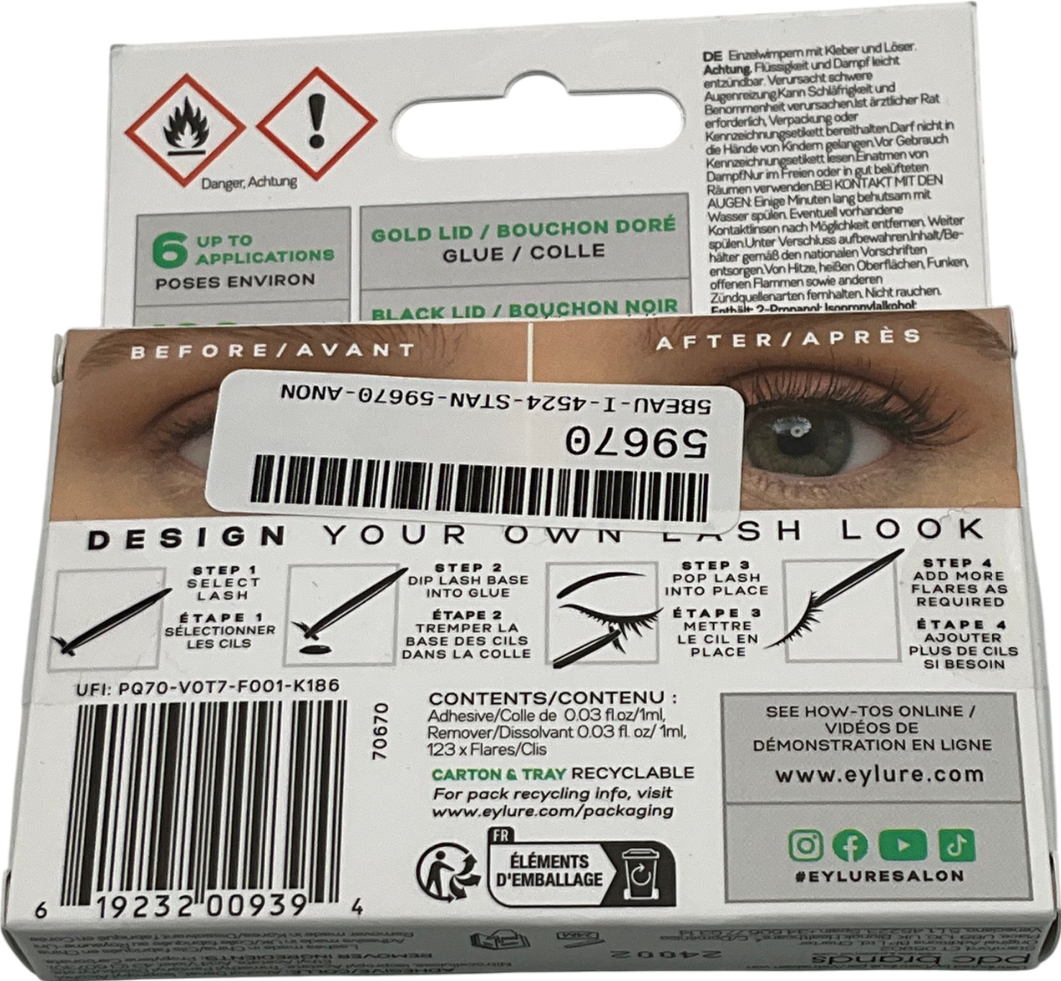 Danger, Achtung
6 UP TO
APPLICATIONS
POSES ENVIRON
GOLD LID / BOUCHON DORÉ
GLUE / COLLE
BLACK LID / BOUCHON NOIR
DE Einzelwimpern mit Kleber und Löser.
Achtung. Flüssigkeit und Dampf leicht
entzündbar. Verursacht schwere
Augenreizung.Kann Schläfrigkeit und
Benommenheit verursachen.Ist ärztlicher Rat
erforderlich, Verpackung oder
Kennzeichnungsetikett bereithalten.Darf nicht in
die Hände von Kindern gelangen.Vor Gebrauch
Kennzeichnungsetikett lesen.Einatmen von
Dampf.Nur im Freien oder in gut belüfteten
Räumen verwenden.BEI KONTAKT MIT DEN
AUGEN: Einige Minuten lang behutsam mit
Wasser spülen. Eventuell vorhandene
Kontaktlinsen nach Möglichkeit entfernen. Weiter
spülen.Unter Verschluss aufbewahren.Inhalt/Be-
hälter gemäß den nationalen Vorschriften
entsorgen.Von Hitze, heißen Oberflächen, Funken,
offenen Flammen sowie anderen
Zündquellenarten fernhalten. Nicht rauchen.
Enthält: 2-Propanol; Isopropylalkohol;
BEFORE/AVANT
AFTER/APRÈS
5BEAU-I-4524-STAN-59670-ANON
59670
DESIGN YOUR OWN LASH LOOK
STEP 1
SELECT
LASH
ÉTAPE 1
SÉLECTIONNER
LES CILS
STEP 2
DIP LASH BASE
INTO GLUE
ÉTAPE 2
TREMPER LA
BASE DES CILS
DANS LA COLLE
STEP 3
POP LASH
INTO PLACE
ÉTAPE 3
METTRE
LE CIL EN
PLACE
STEP 4
ADD MORE
FLARES AS
REQUIRED
ÉTAPE 4
AJOUTER
PLUS DE CILS
SI BESOIN
UFI: PQ70-V0T7-F001-K186
70670
6 19232 00939 4
CONTENTS/CONTENU :
Adhesive/Colle de 0.03 fl.oz/1ml,
Remover/Dissolvant 0.03 fl. oz/ 1ml,
123 x Flares/Clis
CARTON & TRAY RECYCLABLE
For pack recycling info, visit
www.eylure.com/packaging
FR
ÉLÉMENTS
D'EMBALLAGE
SEE HOW-TOS ONLINE /
VIDÉOS DE
DÉMONSTRATION EN LIGNE
www.eylure.com
#EYLURESALON
24002
24M
pdc brands